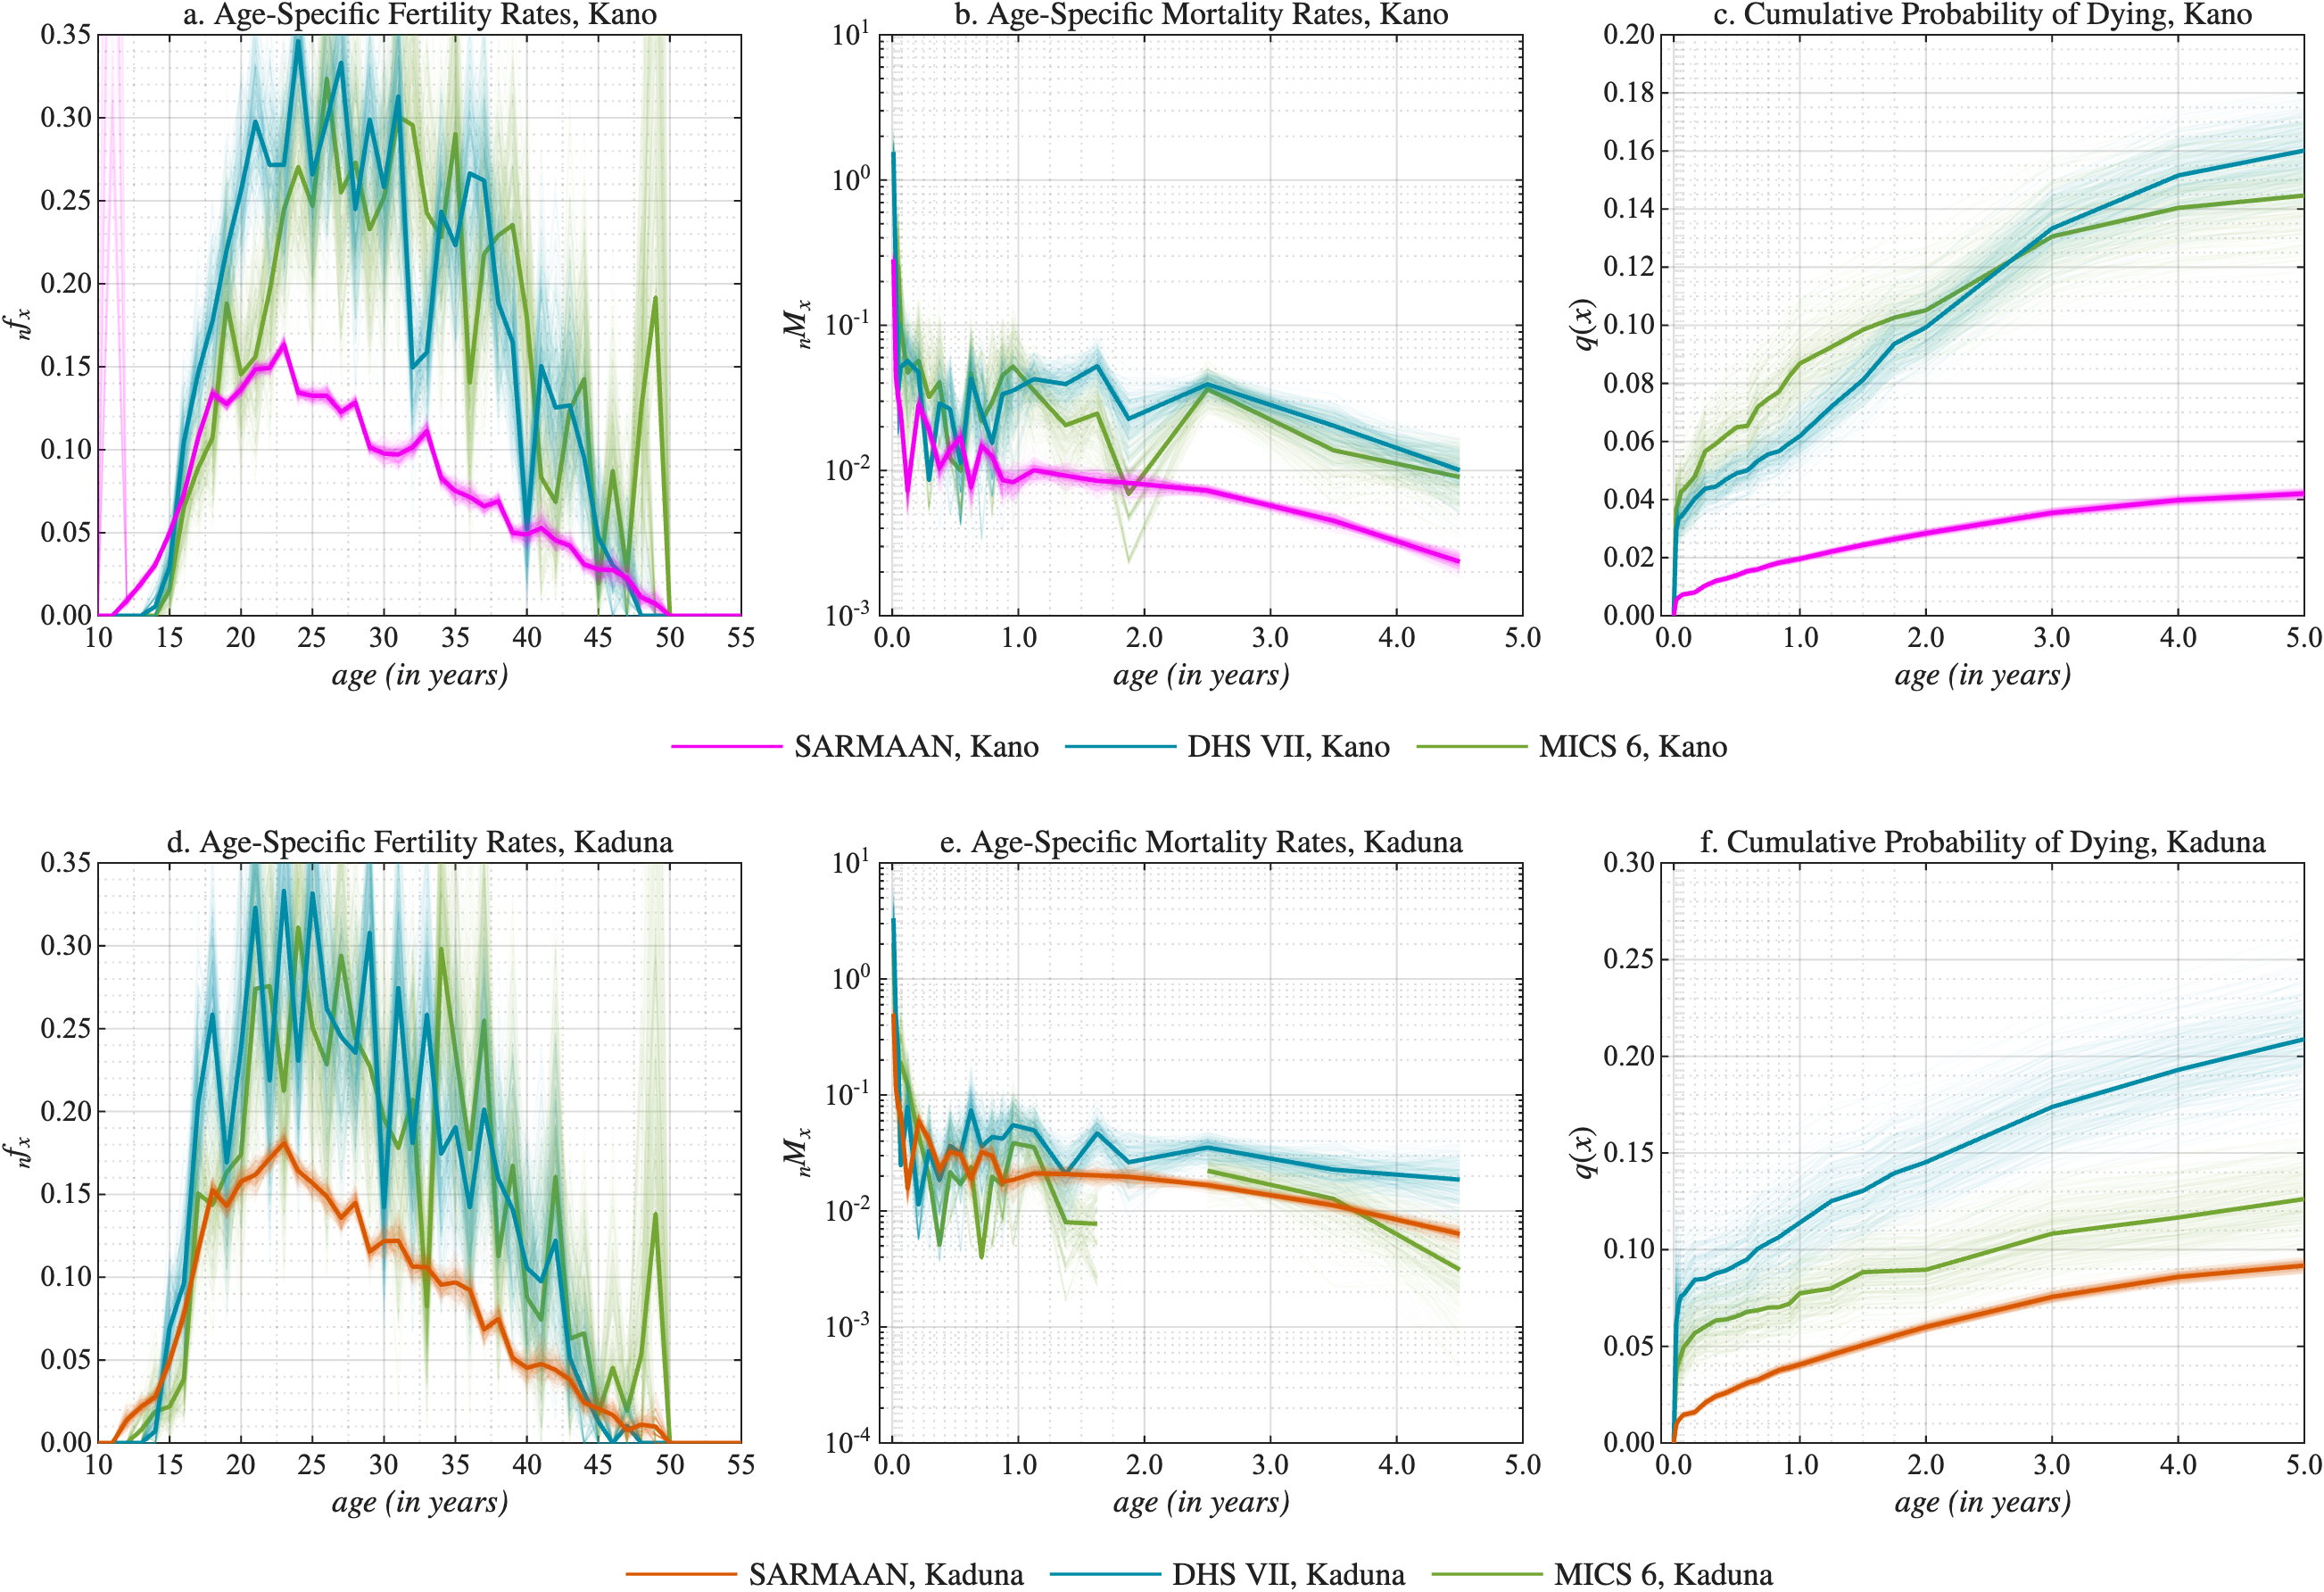 a. Age-Specific Fertility Rates, Kano
b. Age-Specific Mortality Rates, Kano
c. Cumulative Probability of Dying, Kano
0.35
0.30
0.25
0.20
0.15
0.10
0.05
0.00
nfx
10 15 20 25 30 35 40 45 50 55
age (in years)
10^1
10^0
10^-1
10^-2
10^-3
nMx
0.0 1.0 2.0 3.0 4.0 5.0
age (in years)
0.20
0.18
0.16
0.14
0.12
0.10
0.08
0.06
0.04
0.02
0.00
q(x)
0.0 1.0 2.0 3.0 4.0 5.0
age (in years)
SARMAAN, Kano DHS VII, Kano MICS 6, Kano
d. Age-Specific Fertility Rates, Kaduna
e. Age-Specific Mortality Rates, Kaduna
f. Cumulative Probability of Dying, Kaduna
0.35
0.30
0.25
0.20
0.15
0.10
0.05
0.00
nfx
10 15 20 25 30 35 40 45 50 55
age (in years)
10^1
10^0
10^-1
10^-2
10^-3
10^-4
nMx
0.0 1.0 2.0 3.0 4.0 5.0
age (in years)
0.30
0.25
0.20
0.15
0.10
0.05
0.00
q(x)
0.0 1.0 2.0 3.0 4.0 5.0
age (in years)
SARMAAN, Kaduna DHS VII, Kaduna MICS 6, Kaduna